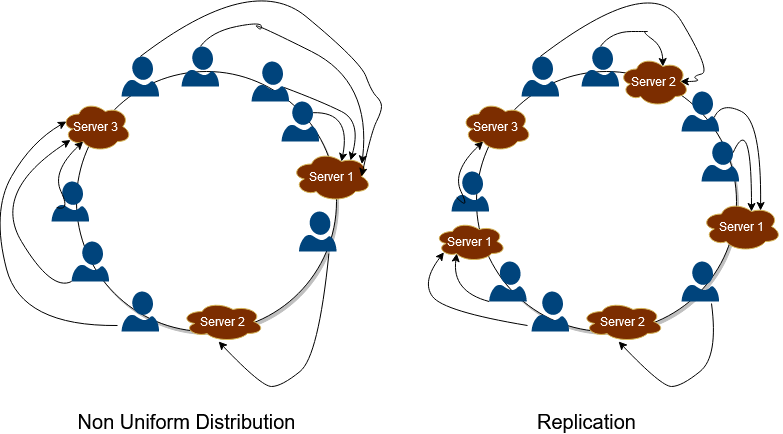 Server 3
Server 1
Server 2
Non Uniform Distribution
Server 2
Server 3
Server 1
Server 1
Server 2
Replication